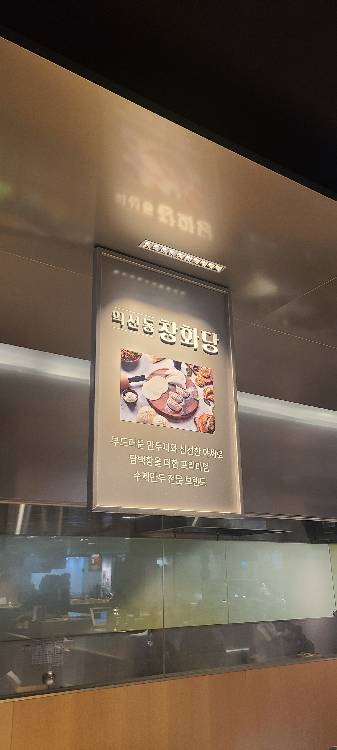 익선동 창화당
부드러운 만두피와 신선한 야채로
담백함을 더한 프리미엄
수제만두 전문 브랜드